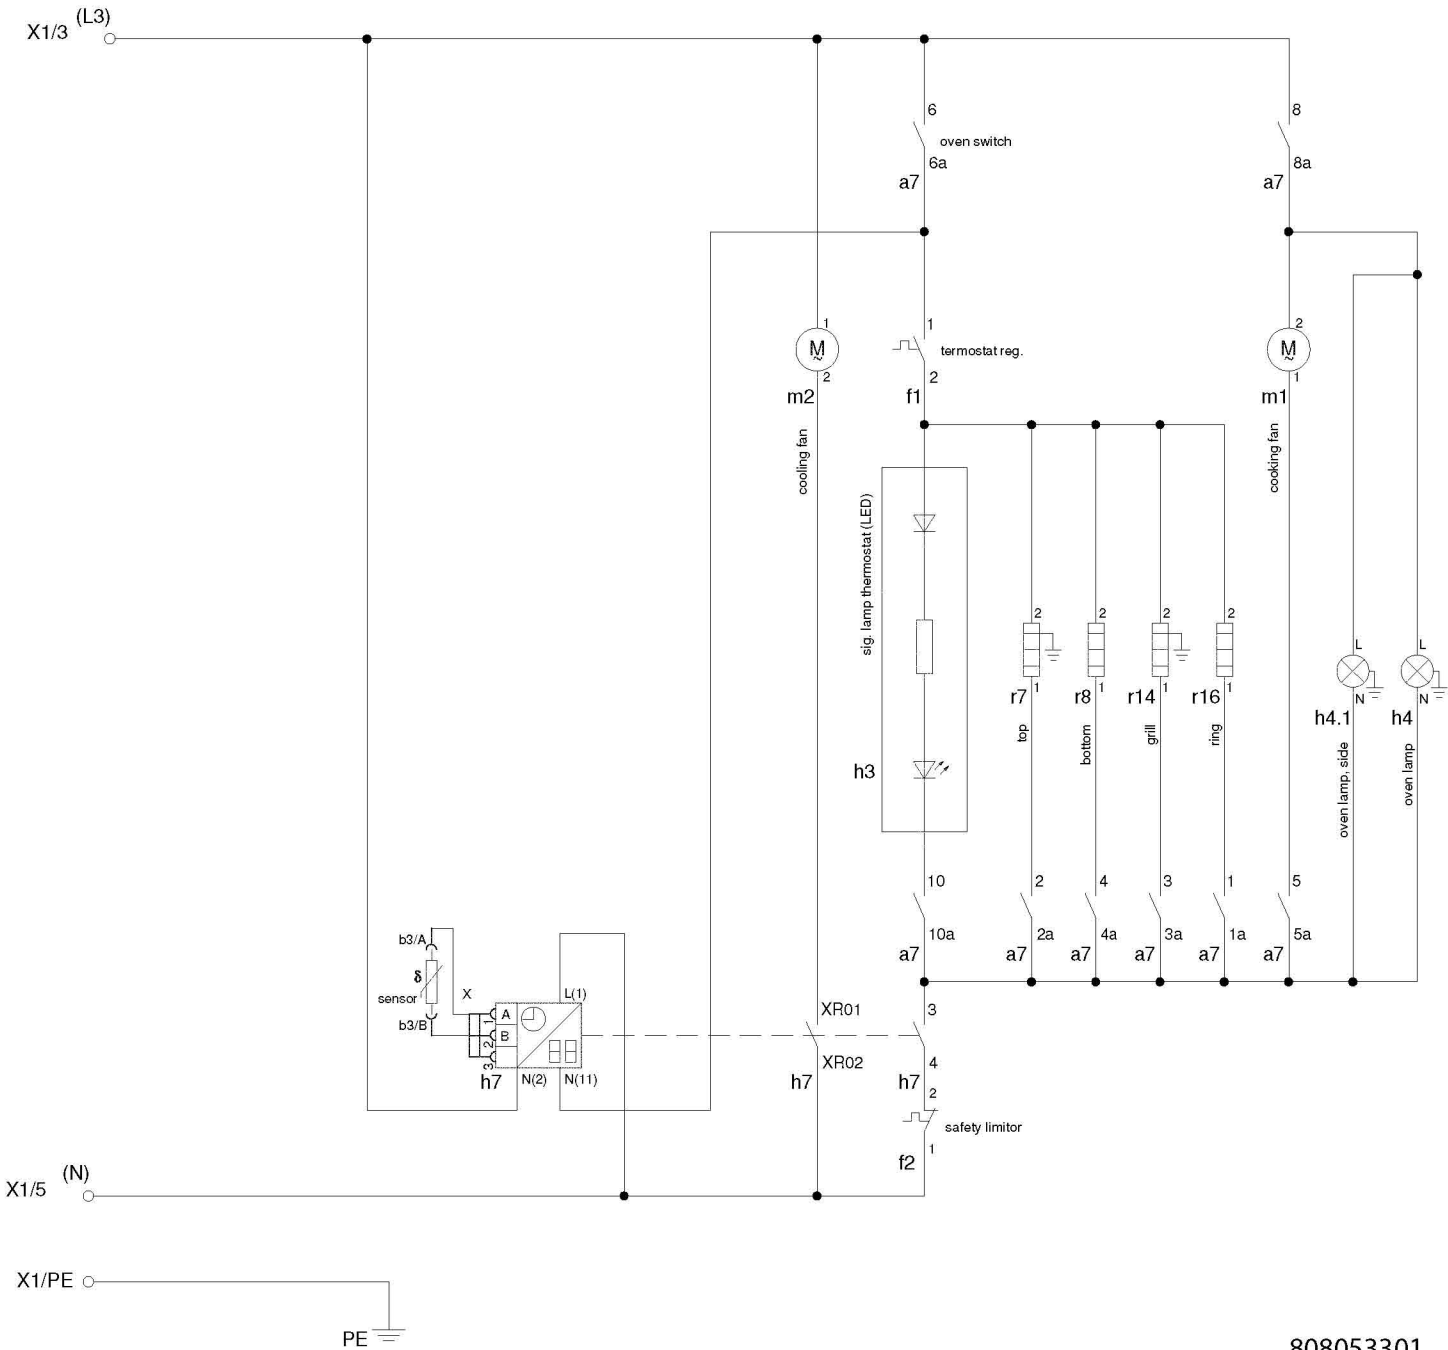 (L3)
X1/3
6
8
oven switch
6a
8a
a7
a7
1
1
2
M
~
M
~
termostat reg.
2
2
1
m2
f1
m1
cooling fan
cooking fan
sig. lamp thermostat (LED)
2
2
2
2
L
L
1
1
1
1
N
N
r7
r8
r14
r16
h4.1
h4
top
bottom
grill
ring
oven lamp, side
oven lamp
h3
10
2
4
3
1
5
10a
2a
4a
3a
1a
5a
a7
a7
a7
a7
a7
a7
b3/A
δ
sensor
b3/B
X
L(1)
A
B
1
2
3
h7
N(2)
N(11)
XR01
XR02
h7
3
4
h7
2
safety limitor
1
f2
(N)
X1/5
X1/PE
PE
808053301